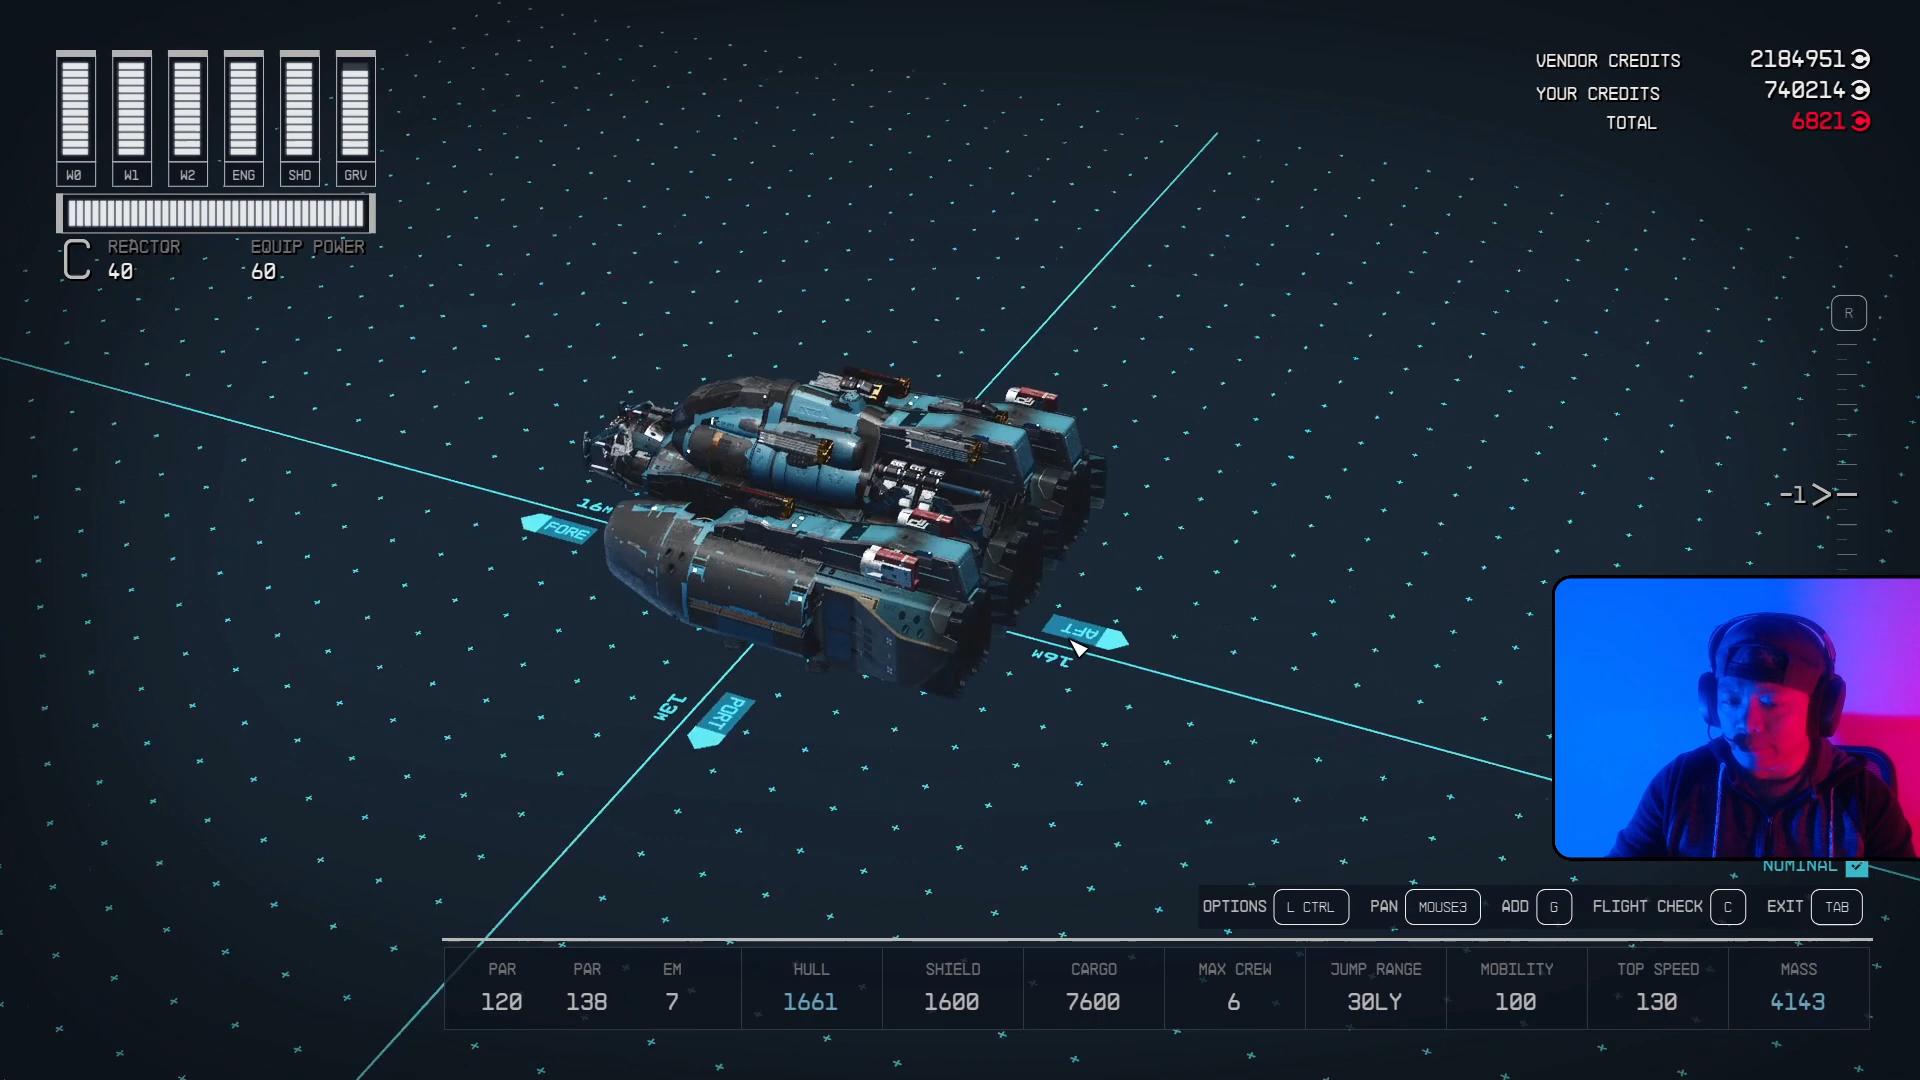 W0 W1 W2 ENG SHD GRV
C REACTOR EQUIP POWER
40 60
VENDOR CREDITS 2184951
YOUR CREDITS 740214
TOTAL 6821
R
-1
16M
FORE
AFT
16M
13M
PORT
NOMINAL
OPTIONS L CTRL PAN MOUSE3 ADD G FLIGHT CHECK C EXIT TAB
PAR PAR EM HULL SHIELD CARGO MAX CREW JUMP RANGE MOBILITY TOP SPEED MASS
120 138 7 1661 1600 7600 6 30LY 100 130 4143